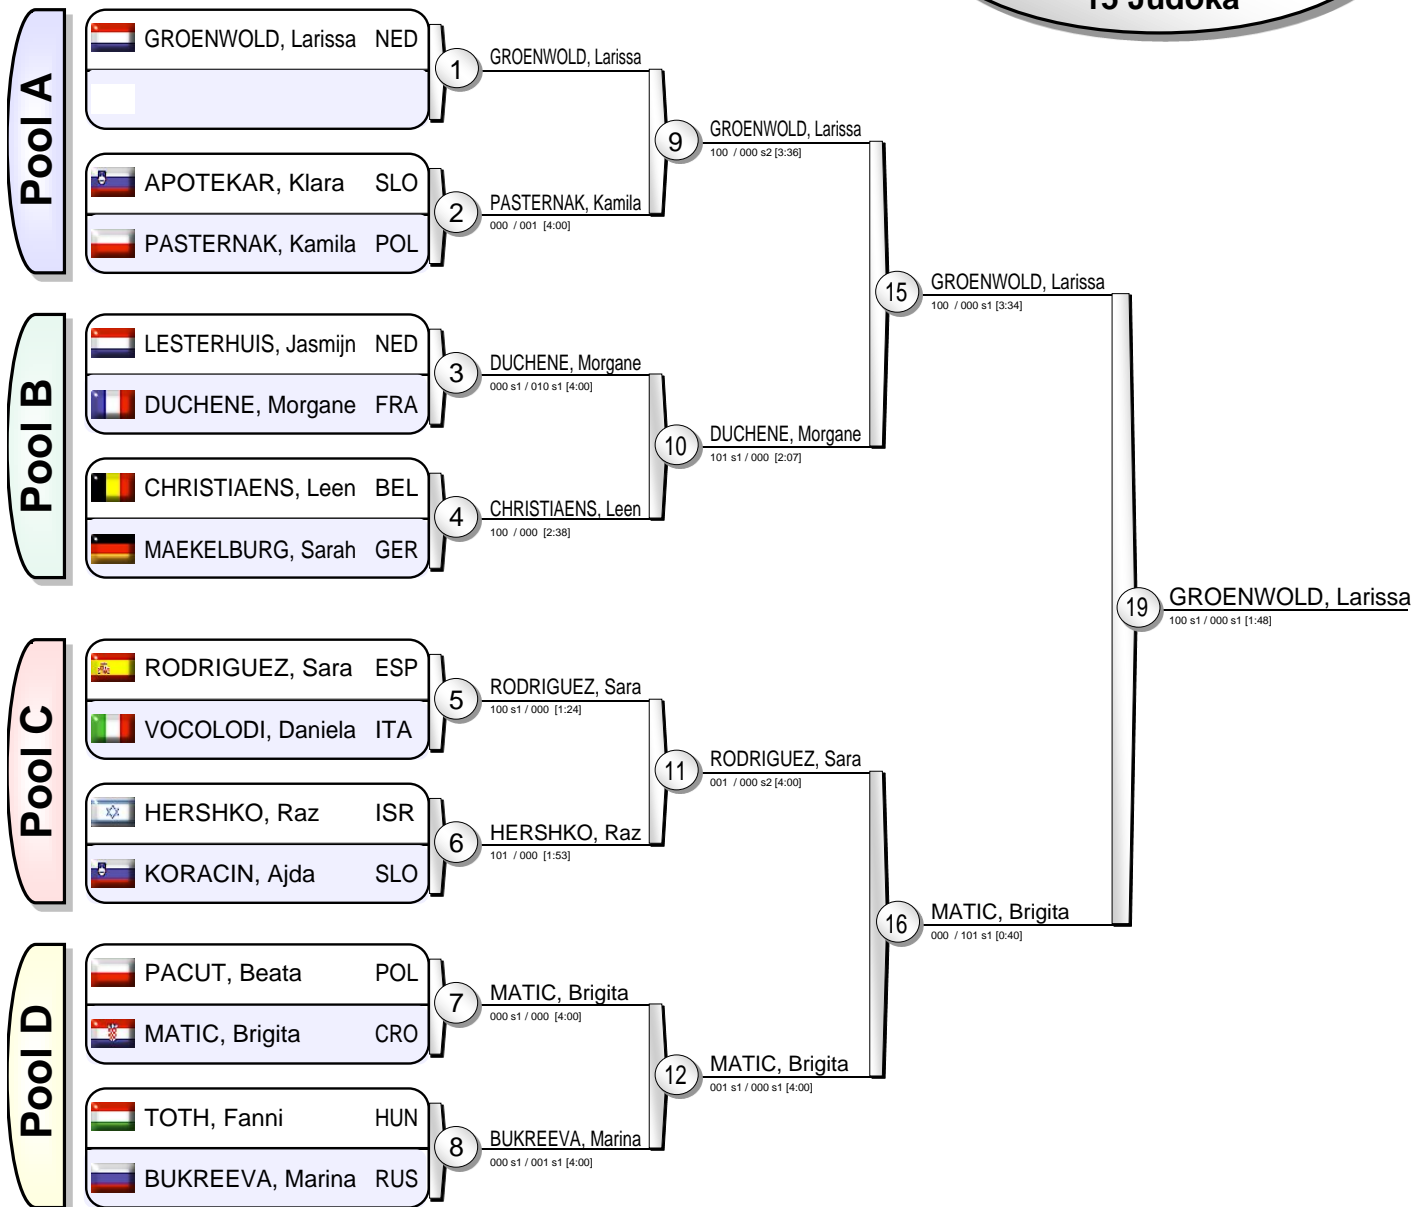 15 Judoka
Pool A
GROENWOLD, Larissa NED
1
GROENWOLD, Larissa
APOTEKAR, Klara SLO
PASTERNAK, Kamila POL
2
PASTERNAK, Kamila
000 / 001 [4:00]
9
GROENWOLD, Larissa
100 / 000 s2 [3:36]
Pool B
LESTERHUIS, Jasmijn NED
DUCHENE, Morgane FRA
3
DUCHENE, Morgane
000 s1 / 010 s1 [4:00]
CHRISTIAENS, Leen BEL
MAEKELBURG, Sarah GER
4
CHRISTIAENS, Leen
100 / 000 [2:38]
10
DUCHENE, Morgane
101 s1 / 000 [2:07]
15
GROENWOLD, Larissa
100 / 000 s1 [3:34]
Pool C
RODRIGUEZ, Sara ESP
VOCOLODI, Daniela ITA
5
RODRIGUEZ, Sara
100 s1 / 000 [1:24]
HERSHKO, Raz ISR
KORACIN, Ajda SLO
6
HERSHKO, Raz
101 / 000 [1:53]
11
RODRIGUEZ, Sara
001 / 000 s2 [4:00]
Pool D
PACUT, Beata POL
MATIC, Brigita CRO
7
MATIC, Brigita
000 s1 / 000 [4:00]
TOTH, Fanni HUN
BUKREEVA, Marina RUS
8
BUKREEVA, Marina
000 s1 / 001 s1 [4:00]
12
MATIC, Brigita
001 s1 / 000 s1 [4:00]
16
MATIC, Brigita
000 / 101 s1 [0:40]
19
GROENWOLD, Larissa
100 s1 / 000 s1 [1:48]